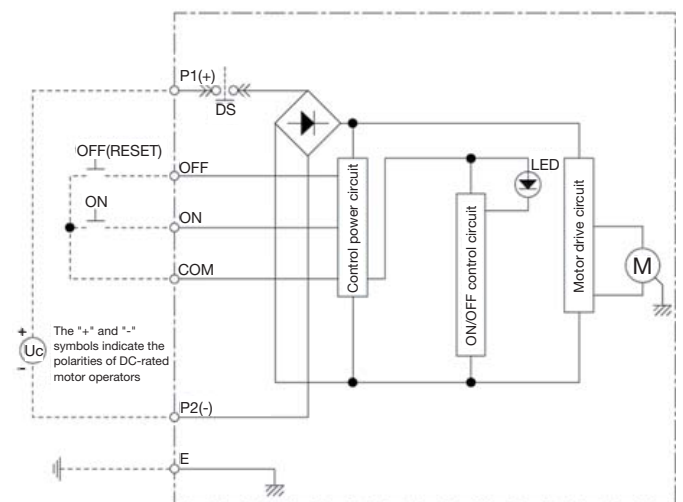 P1(+)
DS
OFF(RESET)
OFF
ON
ON
COM
Control power circuit
ON/OFF control circuit
LED
Motor drive circuit
M
+
Uc
-
The "+" and "-"
symbols indicate the
polarities of DC-rated
motor operators
P2(-)
E